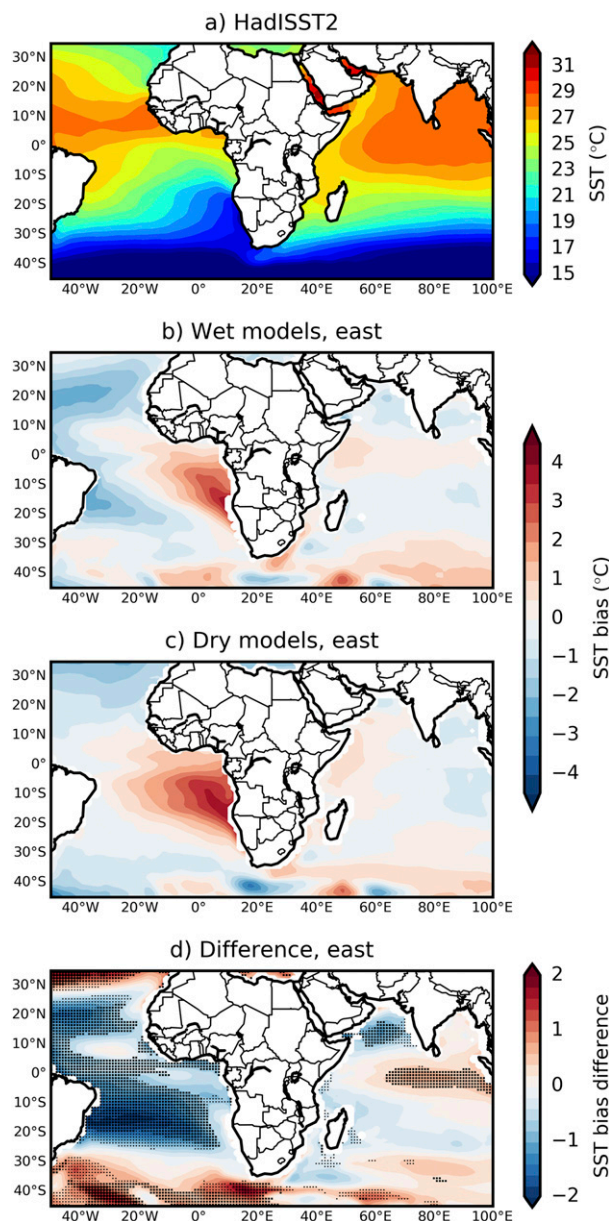 a) HadISST2
30°N
20°N
10°N
0°
10°S
20°S
30°S
40°S
40°W 20°W 0° 20°E 40°E 60°E 80°E 100°E
31
29
27
25
23
21
19
17
15
SST (°C)
b) Wet models, east
30°N
20°N
10°N
0°
10°S
20°S
30°S
40°S
40°W 20°W 0° 20°E 40°E 60°E 80°E 100°E
c) Dry models, east
30°N
20°N
10°N
0°
10°S
20°S
30°S
40°S
40°W 20°W 0° 20°E 40°E 60°E 80°E 100°E
4
3
2
1
0
−1
−2
−3
−4
SST bias (°C)
d) Difference, east
30°N
20°N
10°N
0°
10°S
20°S
30°S
40°S
40°W 20°W 0° 20°E 40°E 60°E 80°E 100°E
2
1
0
−1
−2
SST bias difference